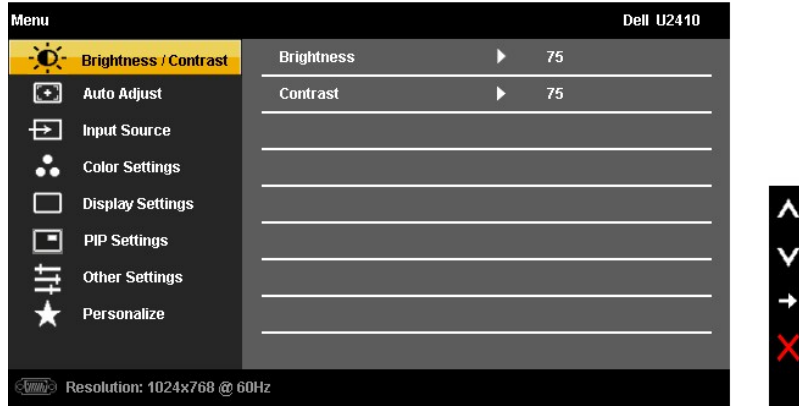 Menu Dell U2410
Brightness / Contrast Brightness 75
Auto Adjust Contrast 75
Input Source
Color Settings
Display Settings
PIP Settings
Other Settings
Personalize
Resolution: 1024x768 @ 60Hz